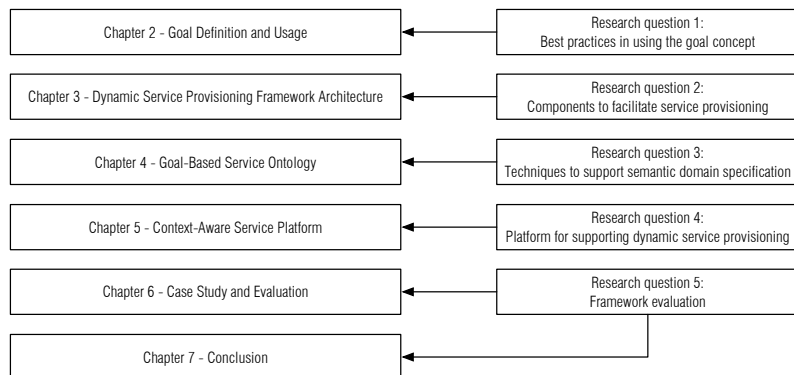 Chapter 2 - Goal Definition and Usage
Research question 1:
Best practices in using the goal concept
Chapter 3 - Dynamic Service Provisioning Framework Architecture
Research question 2:
Components to facilitate service provisioning
Chapter 4 - Goal-Based Service Ontology
Research question 3:
Techniques to support semantic domain specification
Chapter 5 - Context-Aware Service Platform
Research question 4:
Platform for supporting dynamic service provisioning
Chapter 6 - Case Study and Evaluation
Research question 5:
Framework evaluation
Chapter 7 - Conclusion